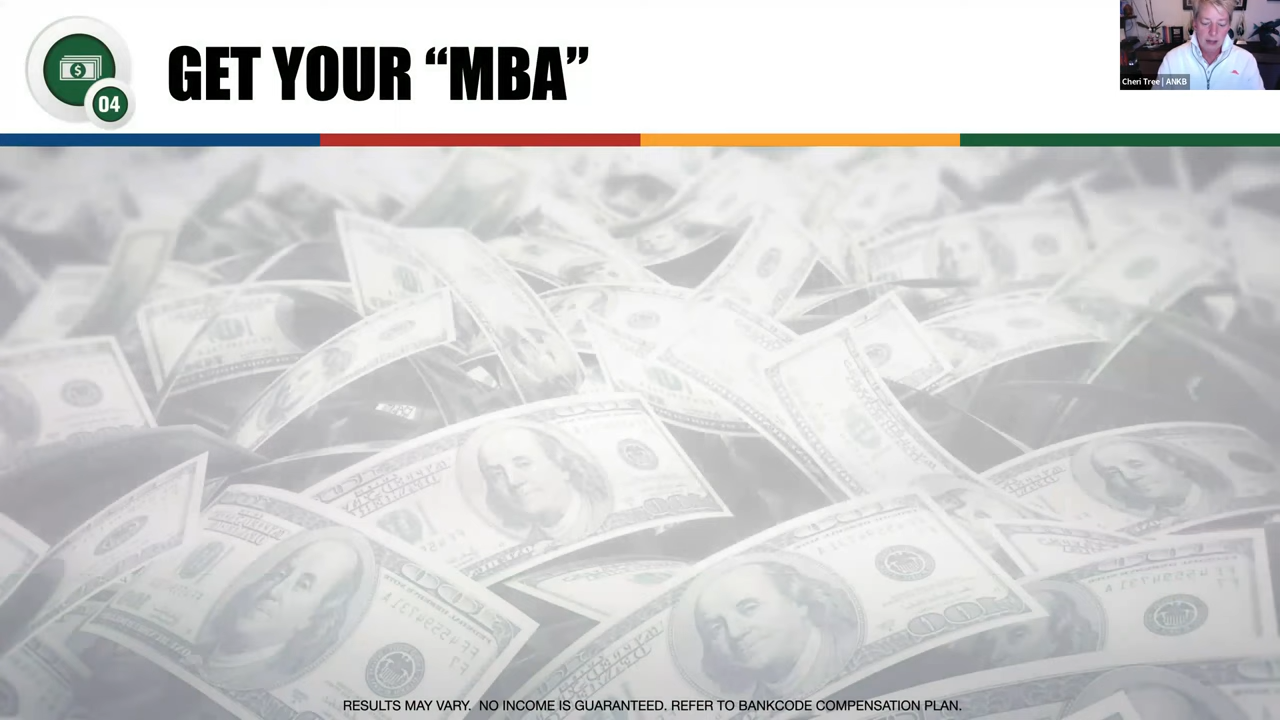 04
GET YOUR “MBA”
Cheri Tree | ANKB
RESULTS MAY VARY. NO INCOME IS GUARANTEED. REFER TO BANKCODE COMPENSATION PLAN.